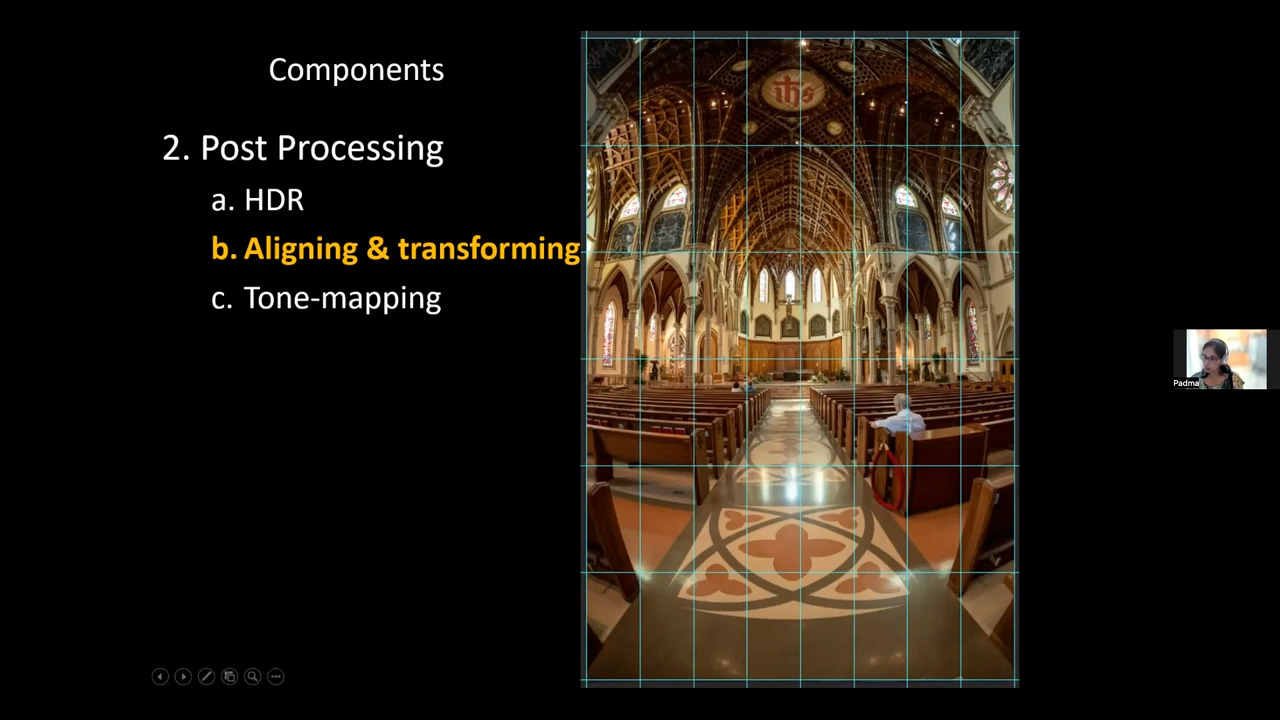 Components
2. Post Processing
a. HDR
b. Aligning & transforming
c. Tone-mapping
ihs
Padma